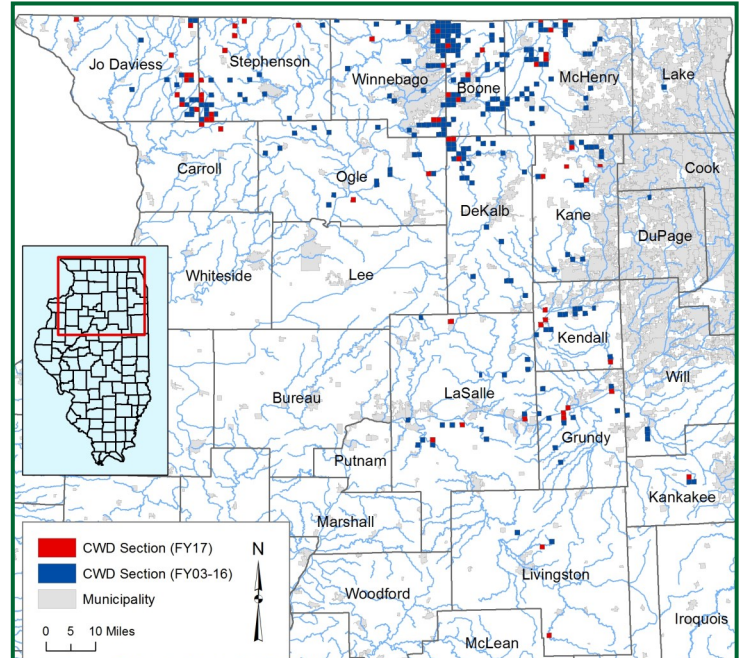 Jo Daviess
Stephenson
Winnebago
Boone
McHenry
Lake
Carroll
Ogle
DeKalb
Kane
Cook
DuPage
Whiteside
Lee
Kendall
Will
Bureau
LaSalle
Grundy
Putnam
Kankakee
Marshall
Livingston
Woodford
Iroquois
McLean
CWD Section (FY17)
CWD Section (FY03-16)
Municipality
N
0 5 10 Miles